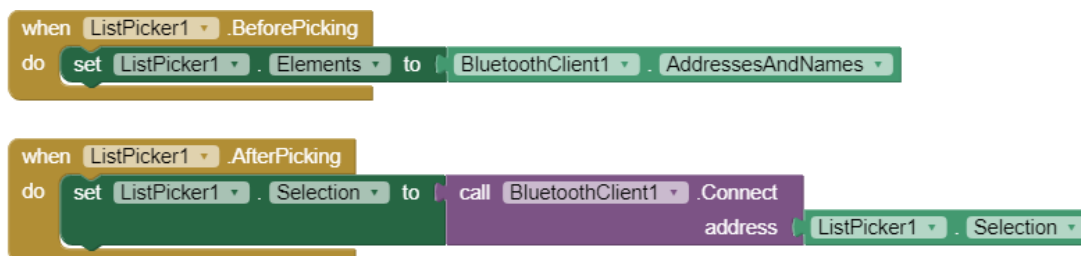 when ListPicker1 .BeforePicking
do set ListPicker1 . Elements to BluetoothClient1 . AddressesAndNames
when ListPicker1 .AfterPicking
do set ListPicker1 . Selection to call BluetoothClient1 .Connect
address ListPicker1 . Selection